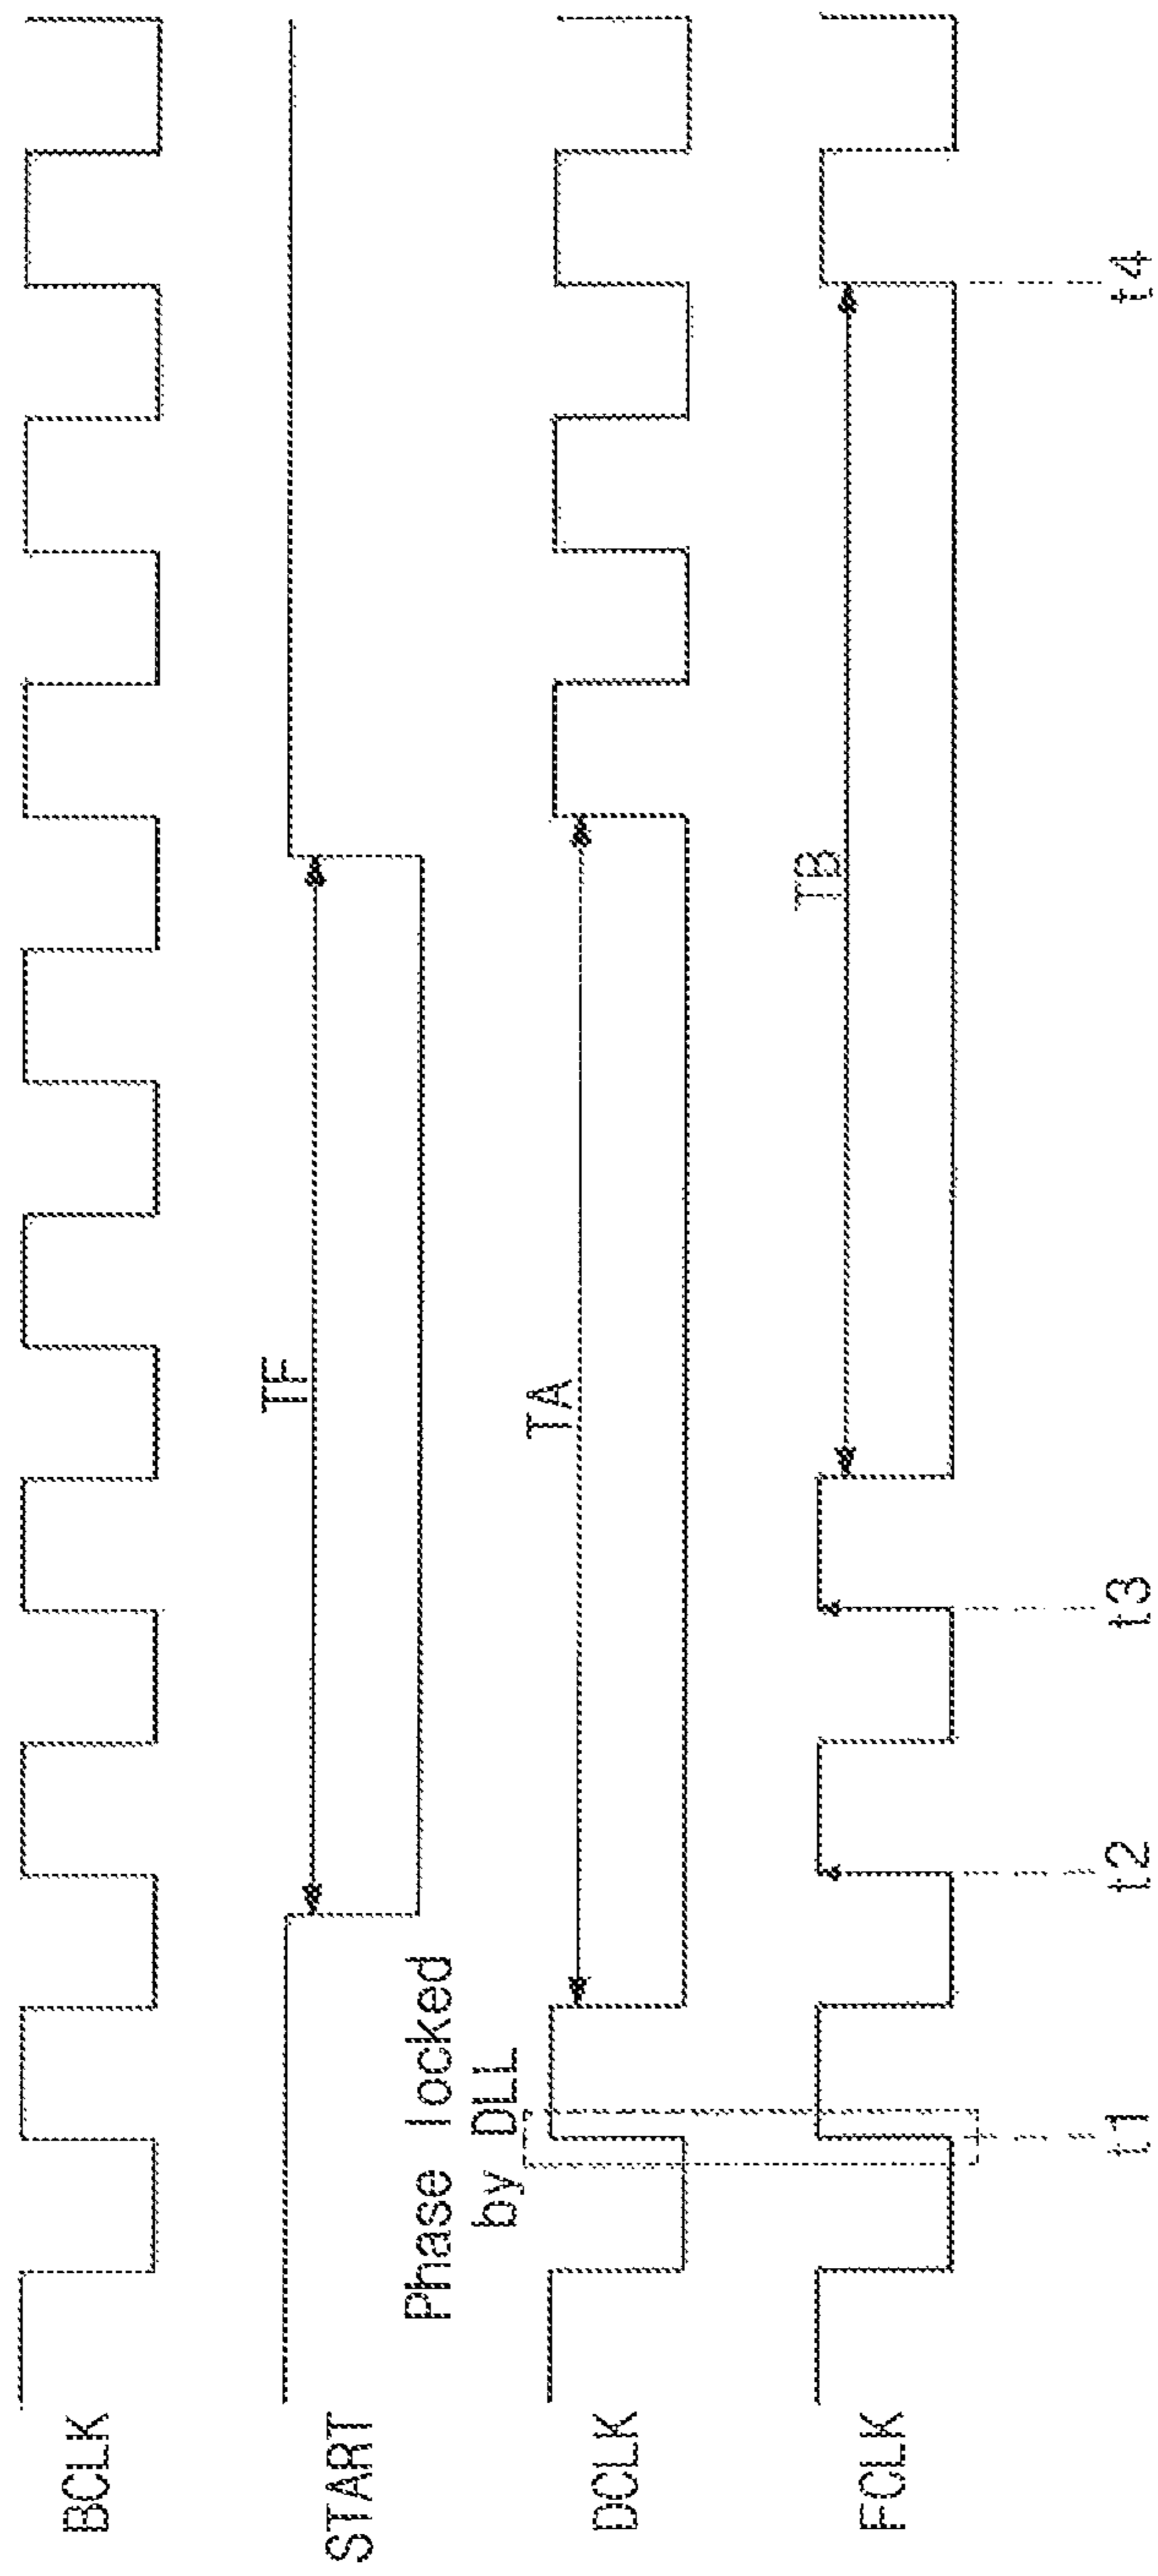 BCLK
START
TF
Phase locked
by DLL
DCLK
TA
FCLK
TB
t1
t2
t3
t4